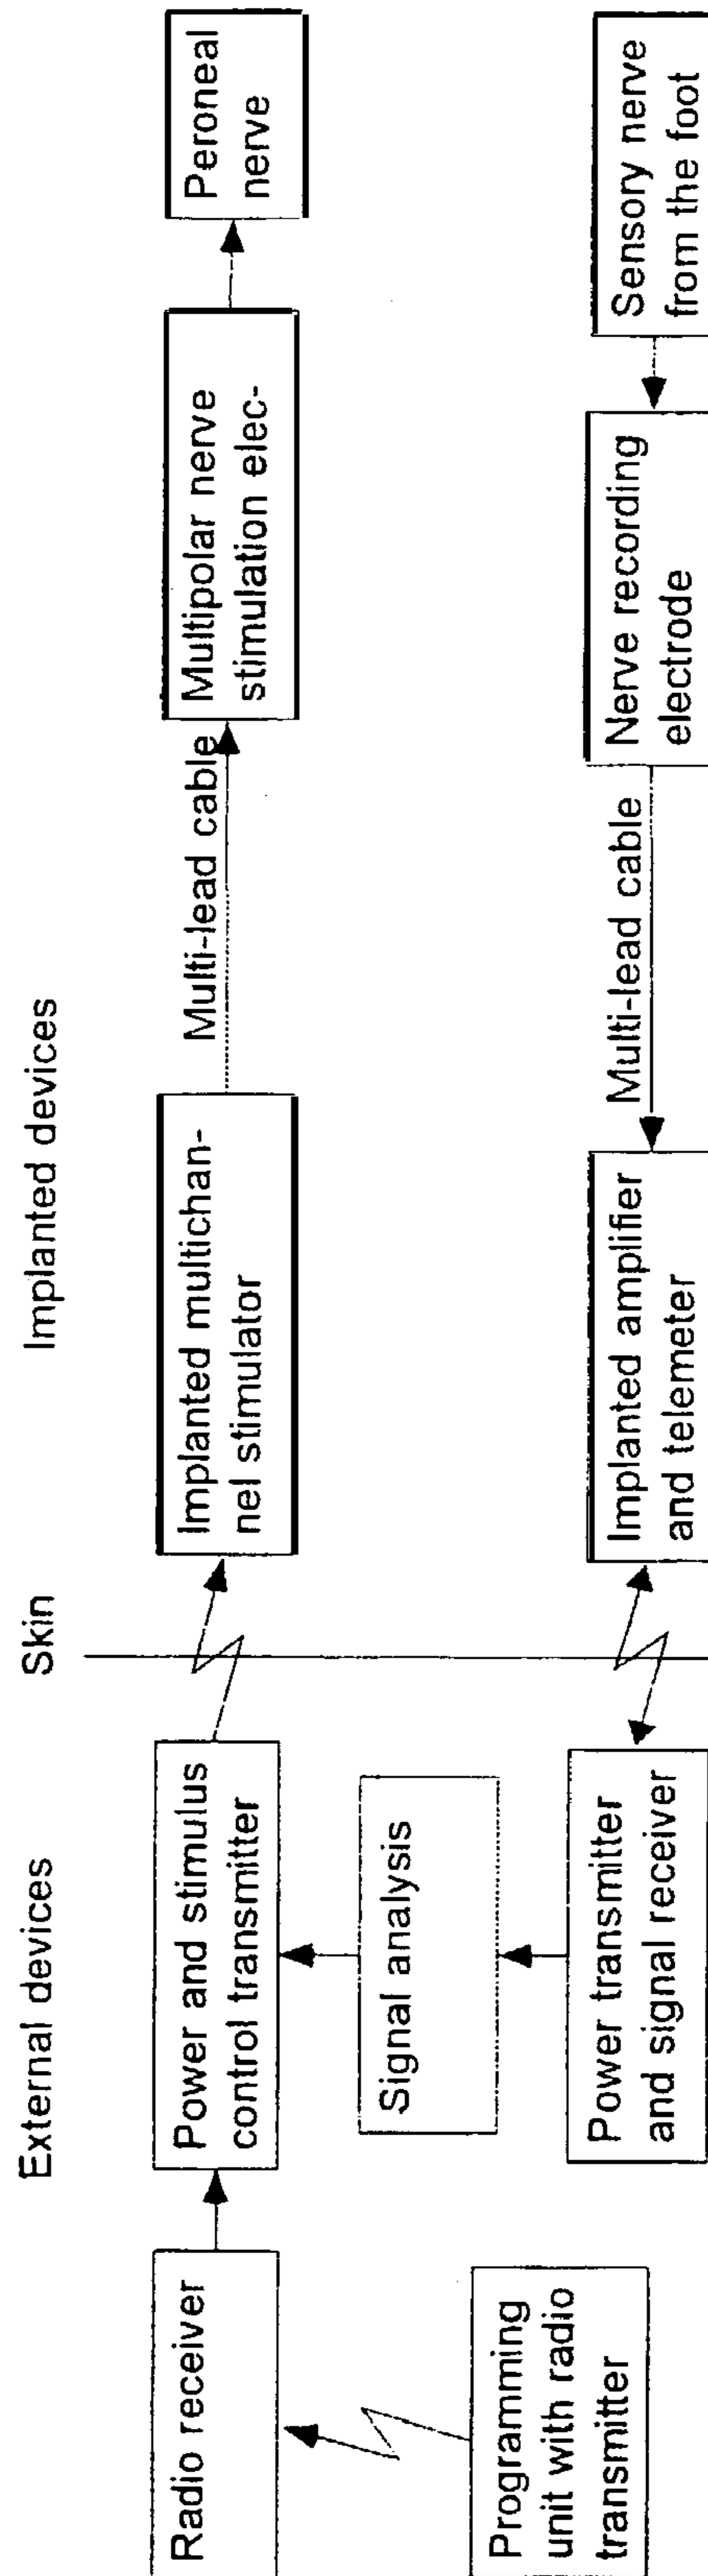 External devices
Skin
Implanted devices
Radio receiver
Power and stimulus
control transmitter
Implanted multichan-
nel stimulator
Multi-lead cable
Multipolar nerve
stimulation elec-
Peroneal
nerve
Signal analysis
Programming
unit with radio
transmitter
Power transmitter
and signal receiver
Implanted amplifier
and telemeter
Multi-lead cable
Nerve recording
electrode
Sensory nerve
from the foot